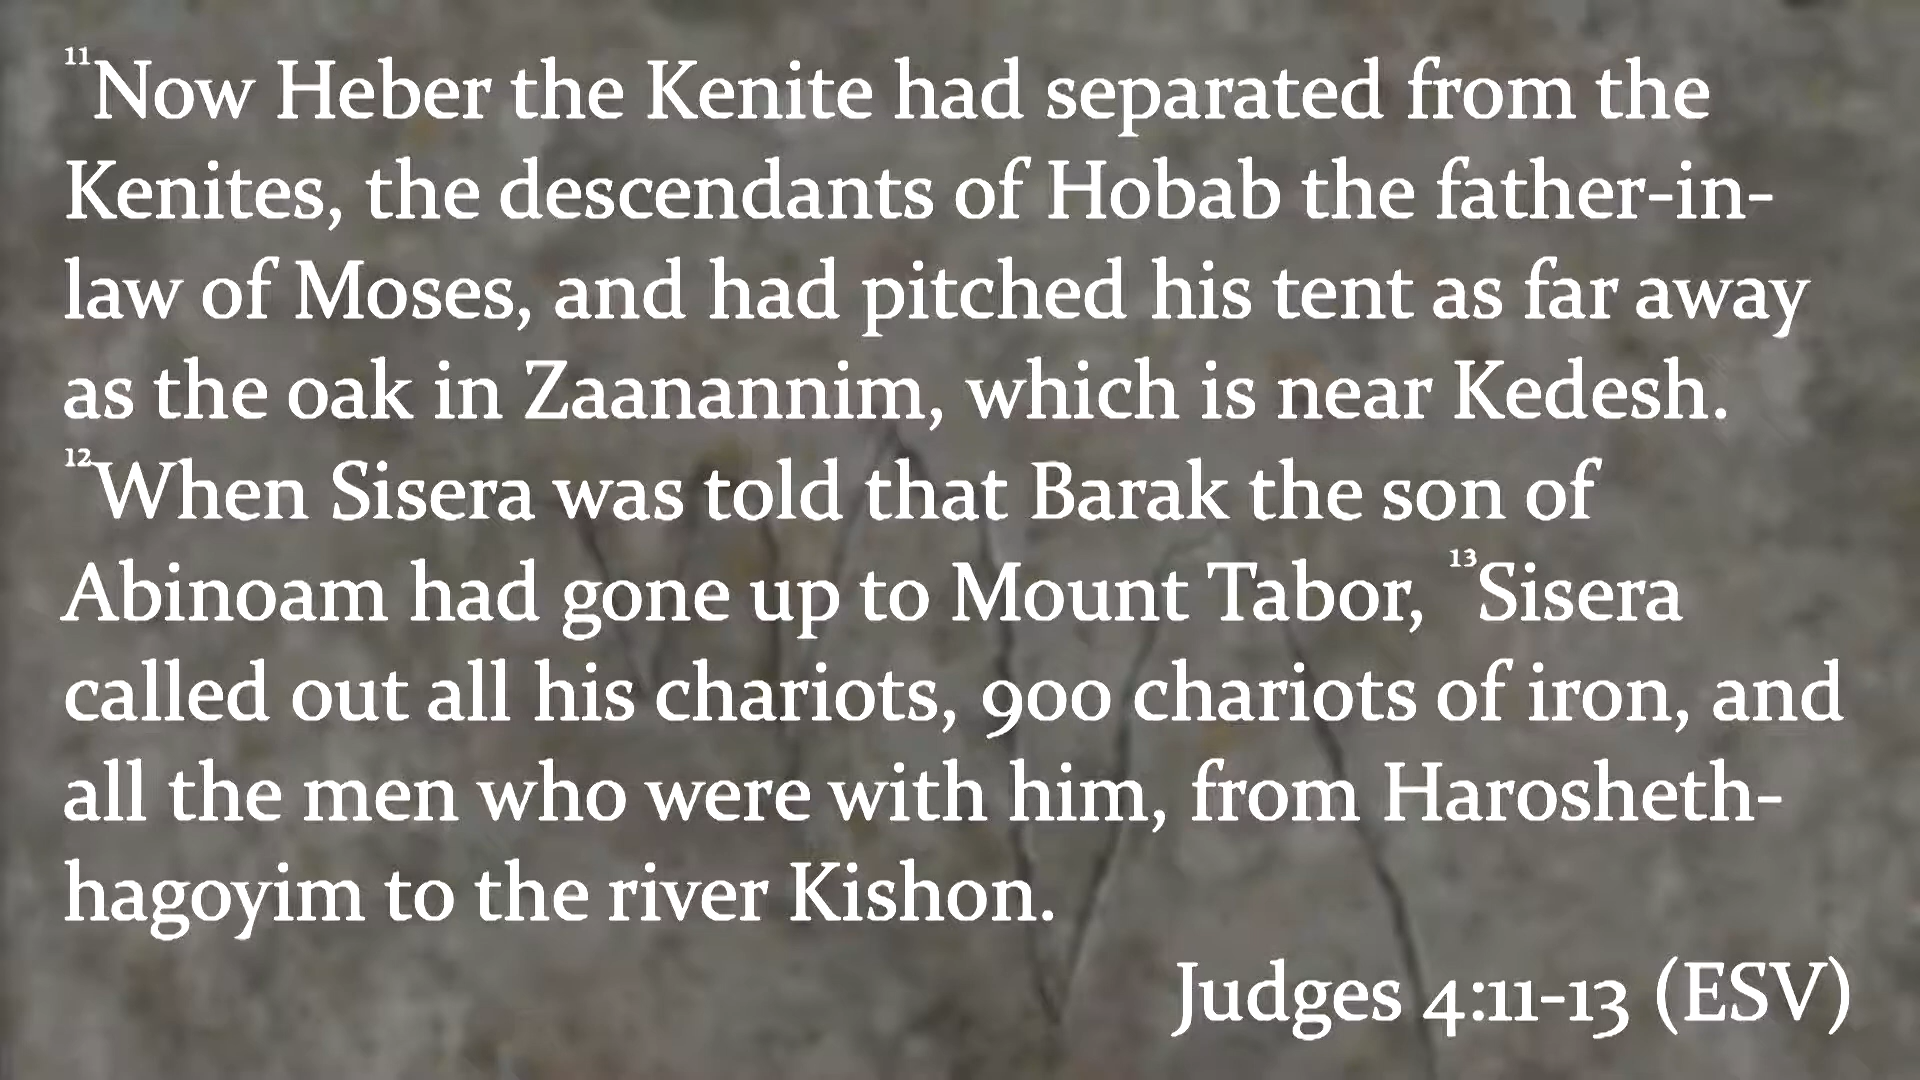 ¹¹Now Heber the Kenite had separated from the
Kenites, the descendants of Hobab the father-in-
law of Moses, and had pitched his tent as far away
as the oak in Zaanannim, which is near Kedesh.
¹²When Sisera was told that Barak the son of
Abinoam had gone up to Mount Tabor, ¹³Sisera
called out all his chariots, 900 chariots of iron, and
all the men who were with him, from Harosheth-
hagoyim to the river Kishon.
Judges 4:11-13 (ESV)